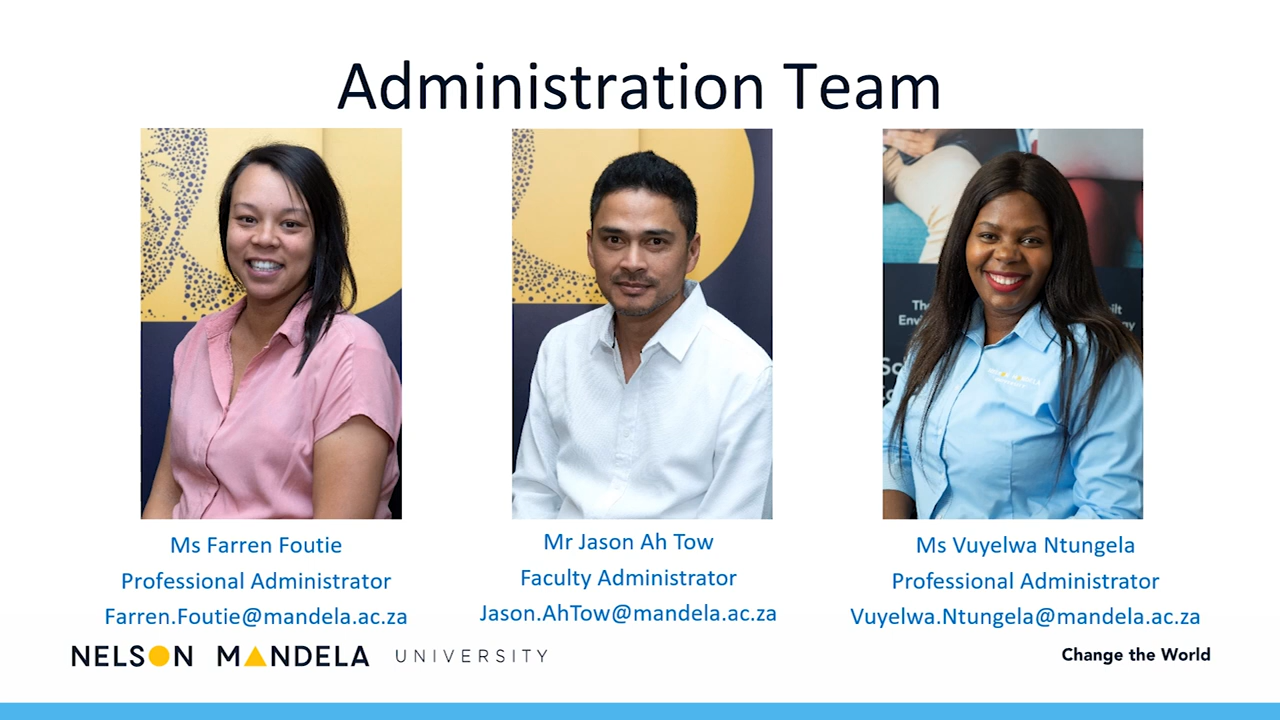 Administration Team
Ms Farren Foutie
Professional Administrator
Farren.Foutie@mandela.ac.za
Mr Jason Ah Tow
Faculty Administrator
Jason.AhTow@mandela.ac.za
Ms Vuyelwa Ntungela
Professional Administrator
Vuyelwa.Ntungela@mandela.ac.za
NELSON MANDELA UNIVERSITY
Change the World